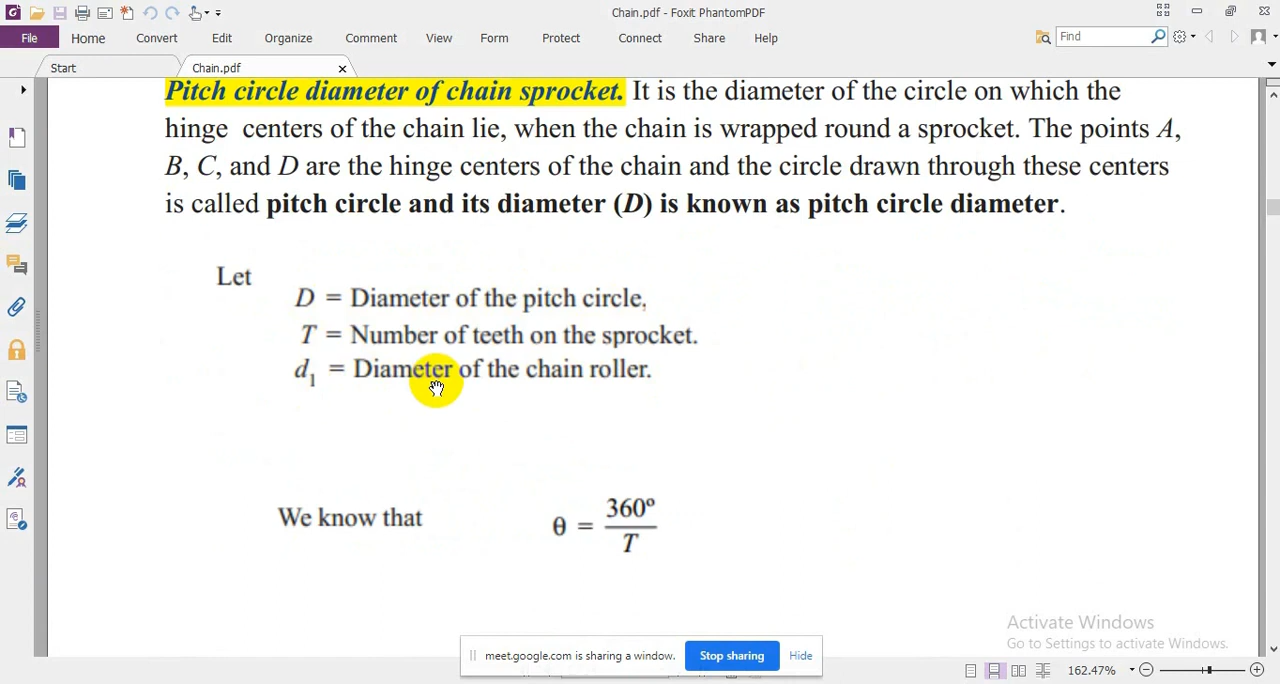 Chain.pdf - Foxit PhantomPDF
File Home Convert Edit Organize Comment View Form Protect Connect Share Help Find
Start Chain.pdf
Pitch circle diameter of chain sprocket. It is the diameter of the circle on which the
hinge centers of the chain lie, when the chain is wrapped round a sprocket. The points A,
B, C, and D are the hinge centers of the chain and the circle drawn through these centers
is called pitch circle and its diameter (D) is known as pitch circle diameter.
Let
D = Diameter of the pitch circle,
T = Number of teeth on the sprocket.
d₁ = Diameter of the chain roller.
We know that θ = 360º / T
Activate Windows
Go to Settings to activate Windows.
meet.google.com is sharing a window. Stop sharing Hide
162.47%